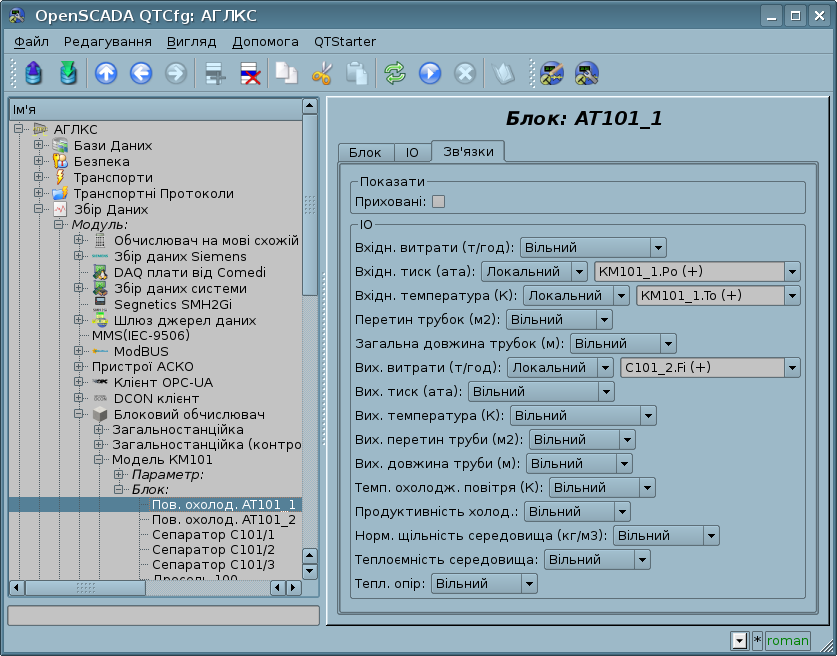 OpenSCADA QTCfg: АГЛКС
Файл Редагування Вигляд Допомога QTStarter
Ім'я
АГЛКС
Бази Даних
Безпека
Транспорти
Транспортні Протоколи
Збір Даних
Модуль:
Обчислювач на мові схожій
Збір даних Siemens
DAQ плати від Comedi
Збір даних системи
Segnetics SMH2Gi
Шлюз джерел даних
MMS(IEC-9506)
ModBUS
Пристрої АСКО
Клієнт OPC-UA
DCON клієнт
Блоковий обчислювач
Загальностанційка
Загальностанційка (контро
Модель КМ101
Параметр:
Блок:
Пов. охолод. AT101_1
Пов. охолод. AT101_2
Сепаратор С101/1
Сепаратор С101/2
Сепаратор С101/3
Дросель 100
Блок: AT101_1
Блок IO Зв'язки
Показати
Приховані:
IO
Вхідн. витрати (т/год): Вільний
Вхідн. тиск (ата): Локальний KM101_1.Po (+)
Вхідн. температура (К): Локальний KM101_1.To (+)
Перетин трубок (м2): Вільний
Загальна довжина трубок (м): Вільний
Вих. витрати (т/год): Локальний C101_2.Fi (+)
Вих. тиск (ата): Вільний
Вих. температура (К): Вільний
Вих. перетин труби (м2): Вільний
Вих. довжина труби (м): Вільний
Темп. охолодж. повітря (К): Вільний
Продуктивність холод.: Вільний
Норм. щільність середовища (кг/м3): Вільний
Теплоємність середовища: Вільний
Тепл. опір: Вільний
* roman